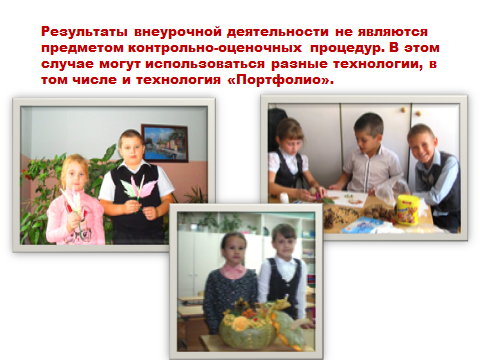 Результаты внеурочной деятельности не являются
предметом контрольно-оценочных процедур. В этом
случае могут использоваться разные технологии, в
том числе и технология «Портфолио».